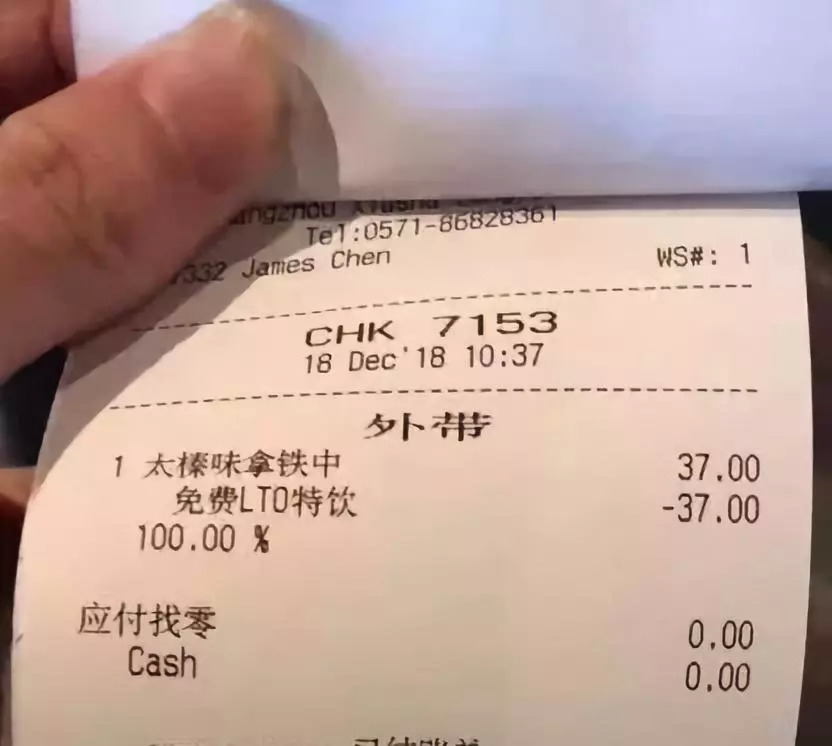 Tel:0571-86828361
332 James Chen WS#: 1
CHK 7153
18 Dec'18 10:37
外带
1 太榛味拿铁中 37.00
免费LTO特饮 -37.00
100.00 %
应付找零 0.00
Cash 0.00